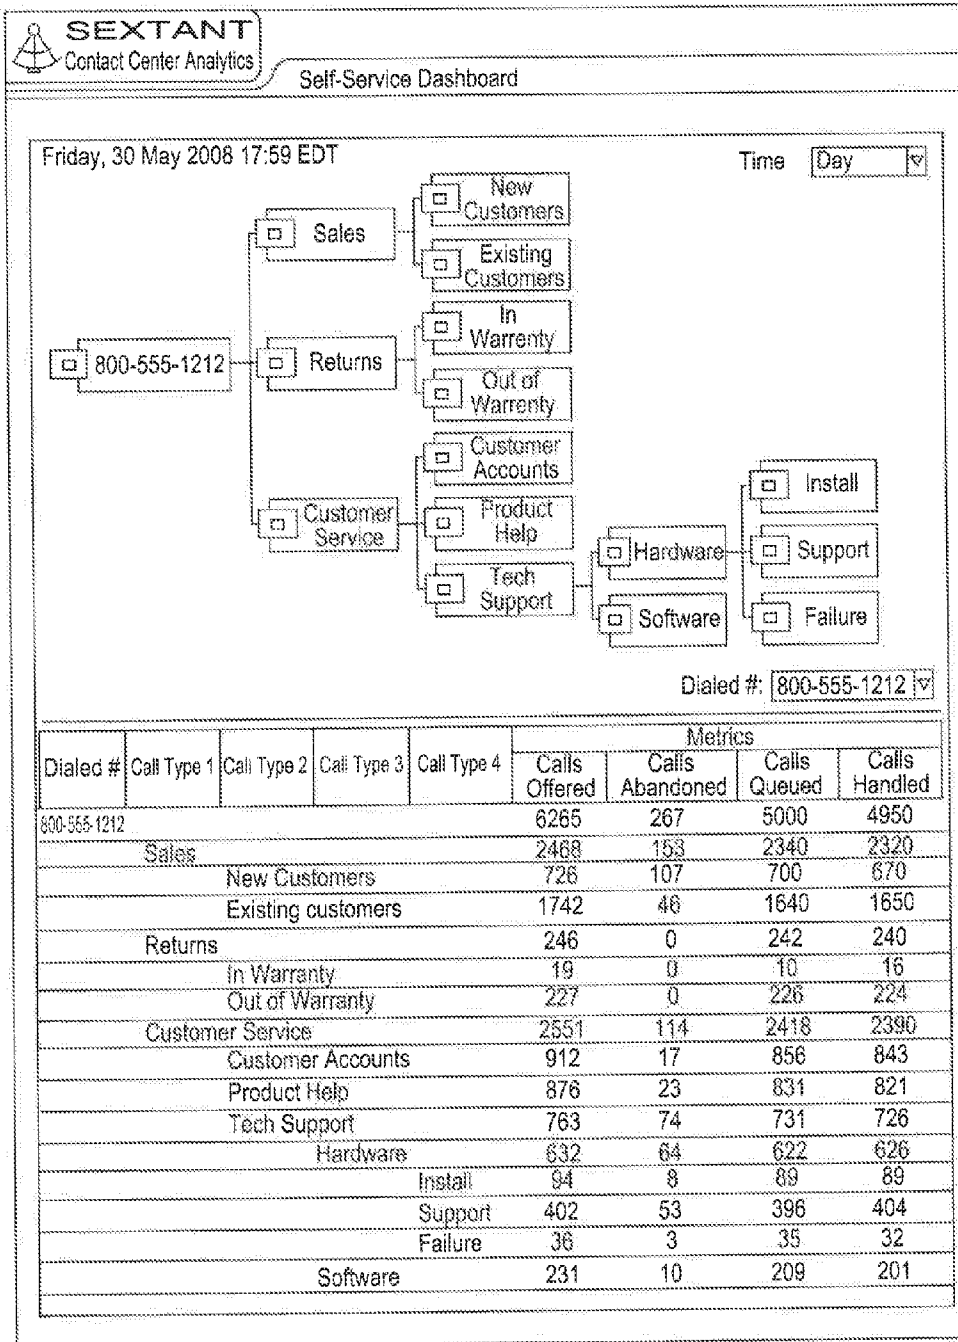 SEXTANT
Contact Center Analytics
Self-Service Dashboard
Friday, 30 May 2008 17:59 EDT
Time Day
New
Customers
Sales
Existing
Customers
In
Warrenty
800-555-1212
Returns
Out of
Warrenty
Customer
Accounts
Install
Customer
Service
Product
Help
Hardware
Support
Tech
Support
Software
Failure
Dialed #: 800-555-1212
Metrics
Dialed # Call Type 1 Call Type 2 Call Type 3 Call Type 4 Calls Offered Calls Abandoned Calls Queued Calls Handled
800-555-1212 6265 267 5000 4950
Sales 2468 153 2340 2320
New Customers 726 107 700 670
Existing customers 1742 46 1640 1650
Returns 246 0 242 240
In Warranty 19 0 10 16
Out of Warranty 227 0 226 224
Customer Service 2551 114 2418 2390
Customer Accounts 912 17 856 843
Product Help 876 23 831 821
Tech Support 763 74 731 726
Hardware 632 64 622 626
Install 94 8 89 89
Support 402 53 396 404
Failure 36 3 35 32
Software 231 10 209 201